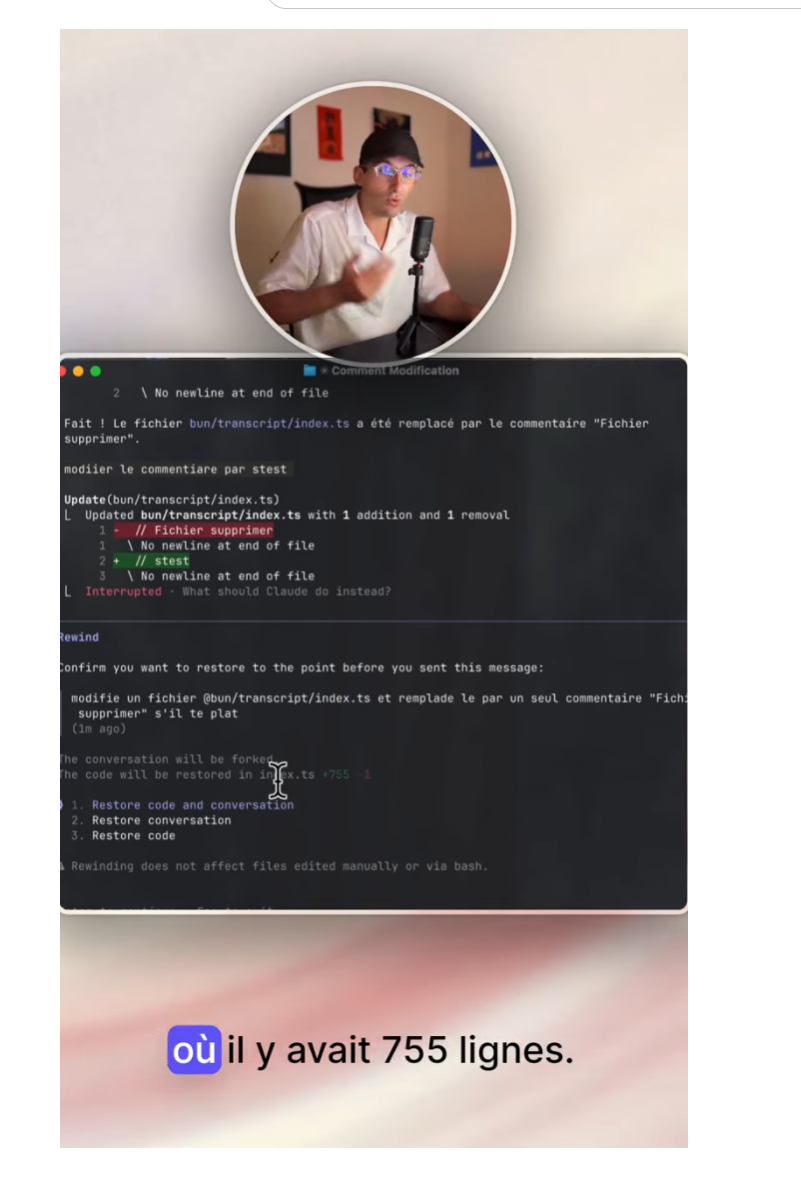 Comment Modification
2 \ No newline at end of file
Fait ! Le fichier bun/transcript/index.ts a été remplacé par le commentaire "Fichier
supprimer".
modiier le commentiare par stest
Update(bun/transcript/index.ts)
Updated bun/transcript/index.ts with 1 addition and 1 removal
1 - // Fichier supprimer
1 \ No newline at end of file
2 + // stest
3 \ No newline at end of file
Interrupted · What should Claude do instead?
Rewind
Confirm you want to restore to the point before you sent this message:
modifie un fichier @bun/transcript/index.ts et remplade le par un seul commentaire "Fichi
supprimer" s'il te plat
(1m ago)
The conversation will be forked
The code will be restored in index.ts +755 -1
1. Restore code and conversation
2. Restore conversation
3. Restore code
Rewinding does not affect files edited manually or via bash.
où il y avait 755 lignes.